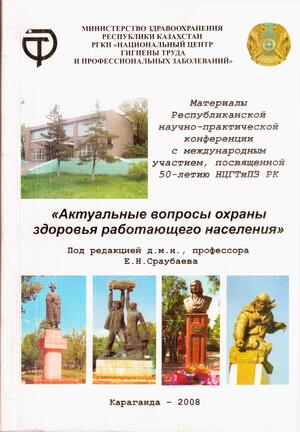 МИНИСТЕРСТВО ЗДРАВООХРАНЕНИЯ
РЕСПУБЛИКИ КАЗАХСТАН
РГКП «НАЦИОНАЛЬНЫЙ ЦЕНТР
ГИГИЕНЫ ТРУДА
И ПРОФЕССИОНАЛЬНЫХ ЗАБОЛЕВАНИЙ»
Материалы
Республиканской
научно-практической
конференции
с международным
участием, посвященной
50-летию НЦГТиПЗ РК
«Актуальные вопросы охраны
здоровья работающего населения»
Под редакцией д.м.н., профессора
Е.Н.Сраубаева
Караганда – 2008